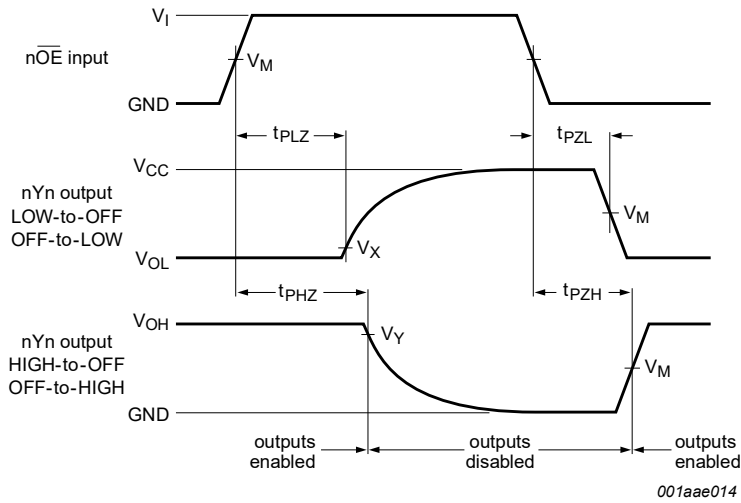 V_I
nO̅E̅ input
V_M
GND
t_PLZ
t_PZL
V_CC
nYn output
LOW-to-OFF
OFF-to-LOW
V_M
V_X
V_OL
t_PHZ
t_PZH
V_OH
nYn output
HIGH-to-OFF
OFF-to-HIGH
V_Y
V_M
GND
outputs
enabled
outputs
disabled
outputs
enabled
001aae014